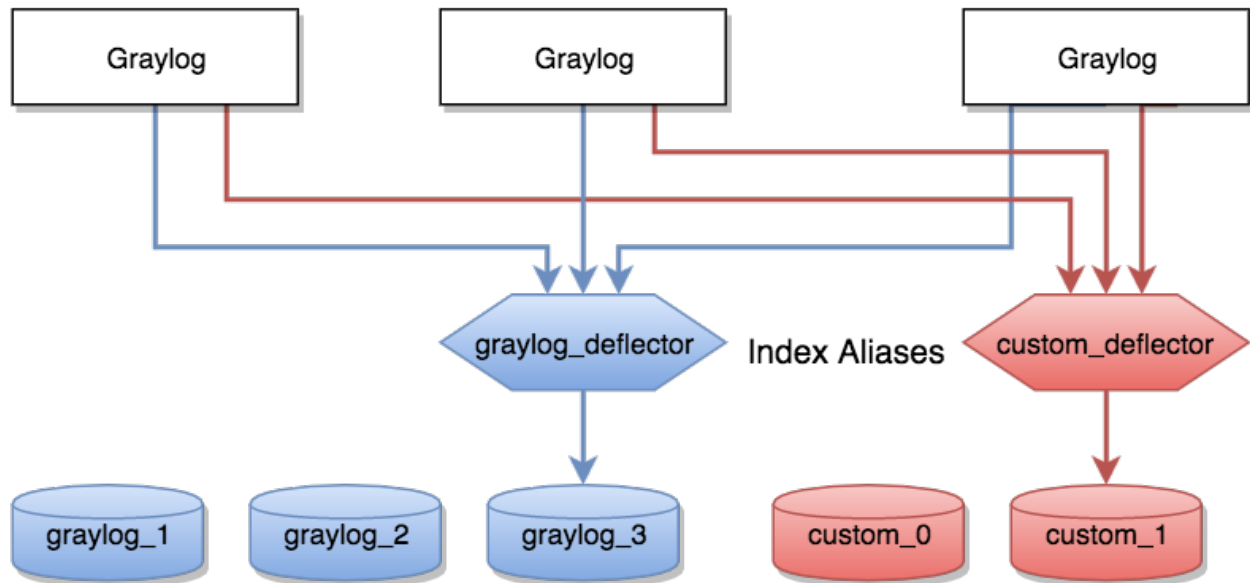 Graylog
Graylog
Graylog
graylog_deflector
Index Aliases
custom_deflector
graylog_1
graylog_2
graylog_3
custom_0
custom_1